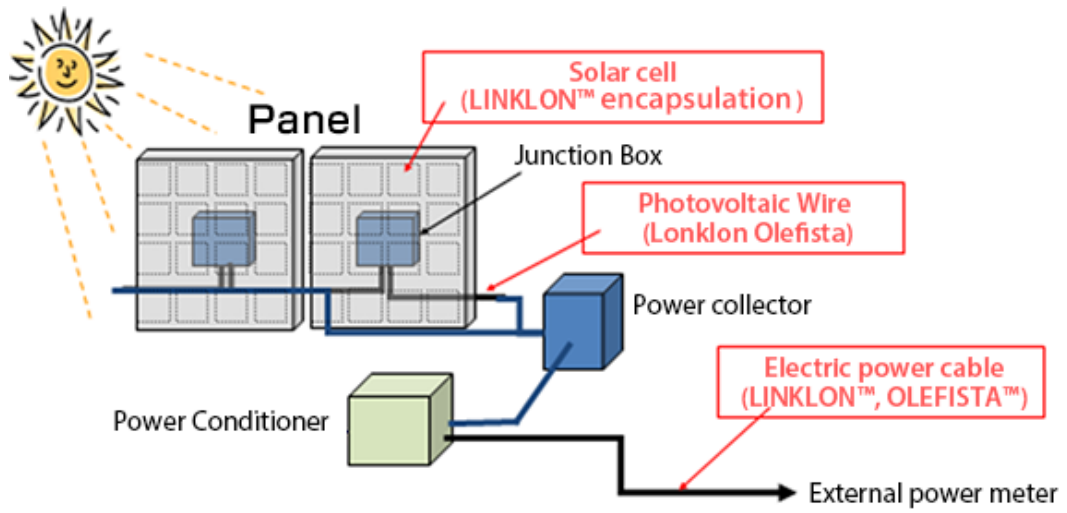 Solar cell
(LINKLON™ encapsulation )
Panel
Junction Box
Photovoltaic Wire
(Lonklon Olefista)
Power collector
Electric power cable
(LINKLON™, OLEFISTA™)
Power Conditioner
External power meter